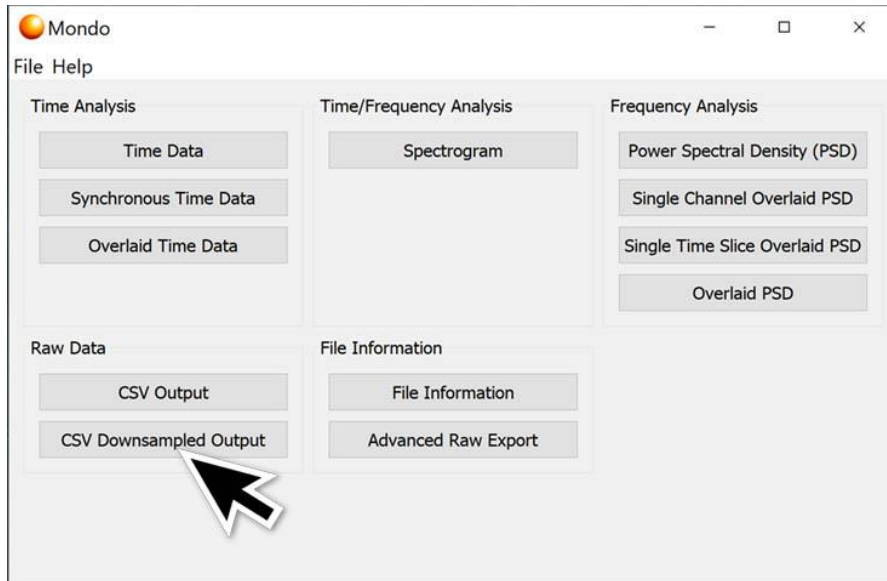 Mondo
File Help
Time Analysis
Time Data
Synchronous Time Data
Overlaid Time Data
Time/Frequency Analysis
Spectrogram
Frequency Analysis
Power Spectral Density (PSD)
Single Channel Overlaid PSD
Single Time Slice Overlaid PSD
Overlaid PSD
Raw Data
CSV Output
CSV Downsampled Output
File Information
File Information
Advanced Raw Export